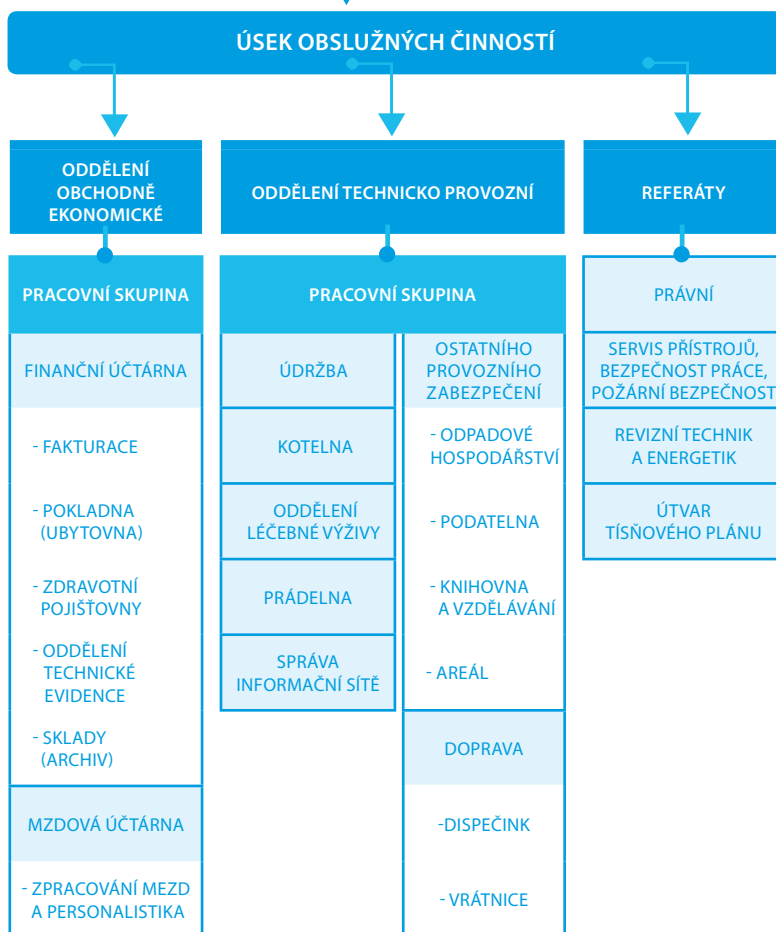 ÚSEK OBSLUŽNÝCH ČINNOSTÍ
ODDĚLENÍ
OBCHODNĚ
EKONOMICKÉ
PRACOVNÍ SKUPINA
FINANČNÍ ÚČTÁRNA
- FAKTURACE
- POKLADNA
(UBYTOVNA)
- ZDRAVOTNÍ
POJIŠŤOVNY
- ODDĚLENÍ
TECHNICKÉ
EVIDENCE
- SKLADY
(ARCHIV)
MZDOVÁ ÚČTÁRNA
- ZPRACOVÁNÍ MEZD
A PERSONALISTIKA
ODDĚLENÍ TECHNICKO PROVOZNÍ
PRACOVNÍ SKUPINA
ÚDRŽBA
KOTELNA
ODDĚLENÍ
LÉČEBNÉ VÝŽIVY
PRÁDELNA
SPRÁVA
INFORMAČNÍ SÍTĚ
OSTATNÍHO
PROVOZNÍHO
ZABEZPEČENÍ
- ODPADOVÉ
HOSPODÁŘSTVÍ
- PODATELNA
- KNIHOVNA
A VZDĚLÁVÁNÍ
- AREÁL
DOPRAVA
-DISPEČINK
- VRÁTNICE
REFERÁTY
PRÁVNÍ
SERVIS PŘÍSTROJŮ,
BEZPEČNOST PRÁCE,
POŽÁRNÍ BEZPEČNOST
REVIZNÍ TECHNIK
A ENERGETIK
ÚTVAR
TÍSŇOVÉHO PLÁNU